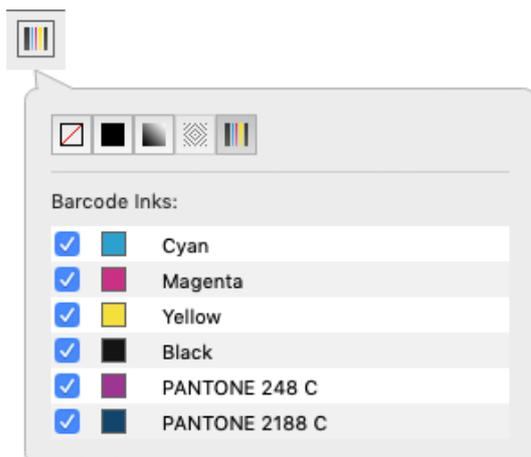 Barcode Inks:
Cyan
Magenta
Yellow
Black
PANTONE 248 C
PANTONE 2188 C